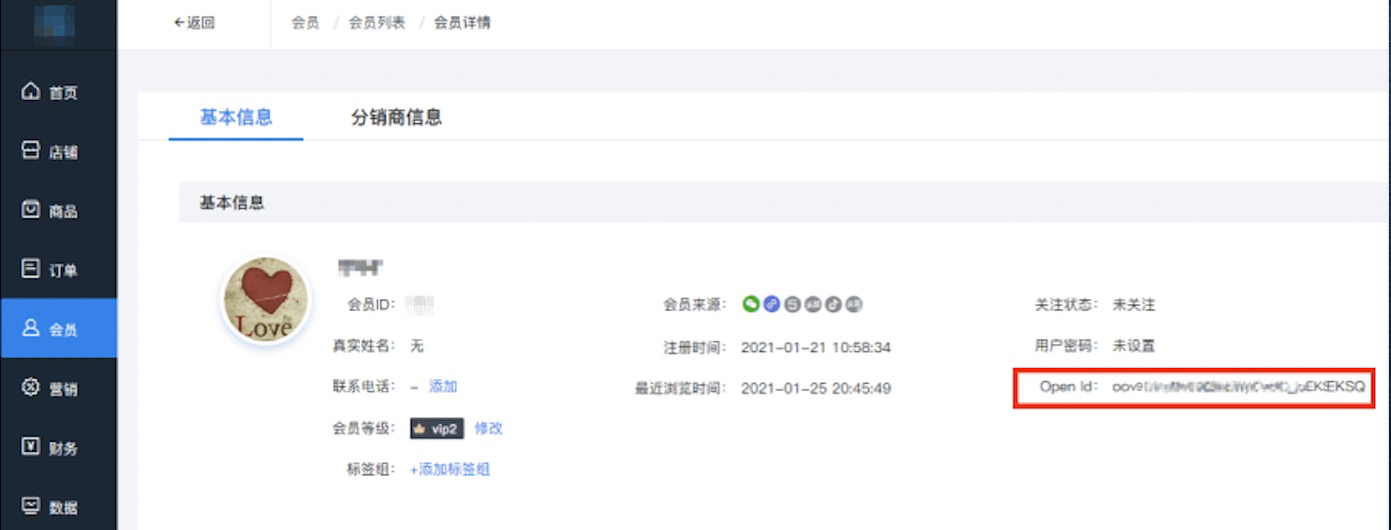 ←返回
会员 / 会员列表 / 会员详情
首页
店铺
商品
订单
会员
营销
财务
数据
基本信息 分销商信息
基本信息
Love
会员ID:
真实姓名: 无
联系电话: - 添加
会员等级: vip2 修改
标签组: +添加标签组
会员来源:
注册时间: 2021-01-21 10:58:34
最近浏览时间: 2021-01-25 20:45:49
关注状态: 未关注
用户密码: 未设置
Open Id: